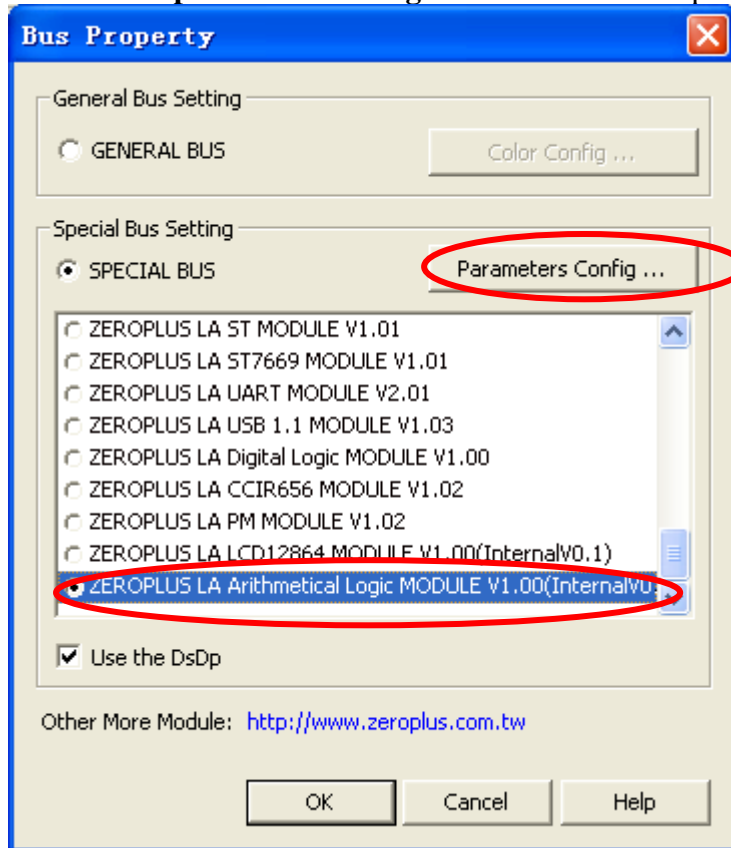 Bus Property
General Bus Setting
GENERAL BUS
Color Config ...
Special Bus Setting
SPECIAL BUS
Parameters Config ...
ZEROPLUS LA ST MODULE V1.01
ZEROPLUS LA ST7669 MODULE V1.01
ZEROPLUS LA UART MODULE V2.01
ZEROPLUS LA USB 1.1 MODULE V1.03
ZEROPLUS LA Digital Logic MODULE V1.00
ZEROPLUS LA CCIR656 MODULE V1.02
ZEROPLUS LA PM MODULE V1.02
ZEROPLUS LA LCD12864 MODULE V1.00(InternalV0.1)
ZEROPLUS LA Arithmetical Logic MODULE V1.00(InternalV0.
Use the DsDp
Other More Module: http://www.zeroplus.com.tw
OK
Cancel
Help